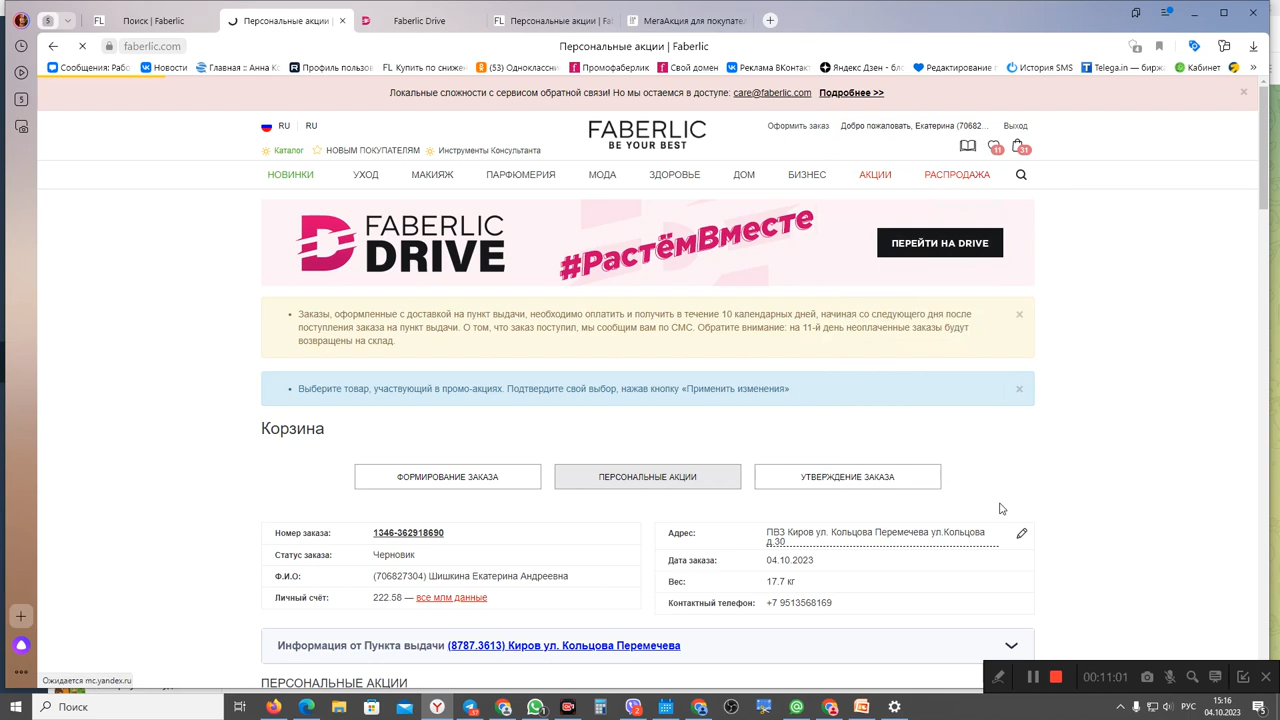 FL Поиск | Faberlic
Персональные акции |
Faberlic Drive
FL Персональные акции | Fa
МегаАкция для покупате
5
faberlic.com
Персональные акции | Faberlic
4
Сообщения: Рабо
Новости
Главная :: Анна Ко
Профиль пользов
FL Купить по сниже
(53) Одноклассни
Промофаберлик
Свой домен
Реклама ВКонтакт
Яндекс Дзен - бло
Редактирование п
История SMS
Telega.in — бирж
Кабинет
»
5
Локальные сложности с сервисом обратной связи! Но мы остаемся в доступе: care@faberlic.com Подробнее >>
RU RU
FABERLIC
BE YOUR BEST
Оформить заказ
Добро пожаловать, Екатерина (70682...
Выход
Каталог
НОВЫМ ПОКУПАТЕЛЯМ
Инструменты Консультанта
11
31
НОВИНКИ УХОД МАКИЯЖ ПАРФЮМЕРИЯ МОДА ЗДОРОВЬЕ ДОМ БИЗНЕС АКЦИИ РАСПРОДАЖА
FABERLIC
DRIVE
#РастёмВместе
ПЕРЕЙТИ НА DRIVE
Заказы, оформленные с доставкой на пункт выдачи, необходимо оплатить и получить в течение 10 календарных дней, начиная со следующего дня после
поступления заказа на пункт выдачи. О том, что заказ поступил, мы сообщим вам по СМС. Обратите внимание: на 11-й день неоплаченные заказы будут
возвращены на склад.
Выберите товар, участвующий в промо-акциях. Подтвердите свой выбор, нажав кнопку «Применить изменения»
Корзина
ФОРМИРОВАНИЕ ЗАКАЗА
ПЕРСОНАЛЬНЫЕ АКЦИИ
УТВЕРЖДЕНИЕ ЗАКАЗА
Номер заказа: 1346-362918690
Статус заказа: Черновик
Ф.И.О: (706827304) Шишкина Екатерина Андреевна
Личный счёт: 222.58 — все млм данные
Адрес: ПВЗ Киров ул. Кольцова Перемечева ул.Кольцова
д.30
Дата заказа: 04.10.2023
Вес: 17.7 кг
Контактный телефон: +7 9513568169
Информация от Пункта выдачи (8787.3613) Киров ул. Кольцова Перемечева
ПЕРСОНАЛЬНЫЕ АКЦИИ
Ожидается mc.yandex.ru
00:11:01
Поиск
РУС
15:16
04.10.2023